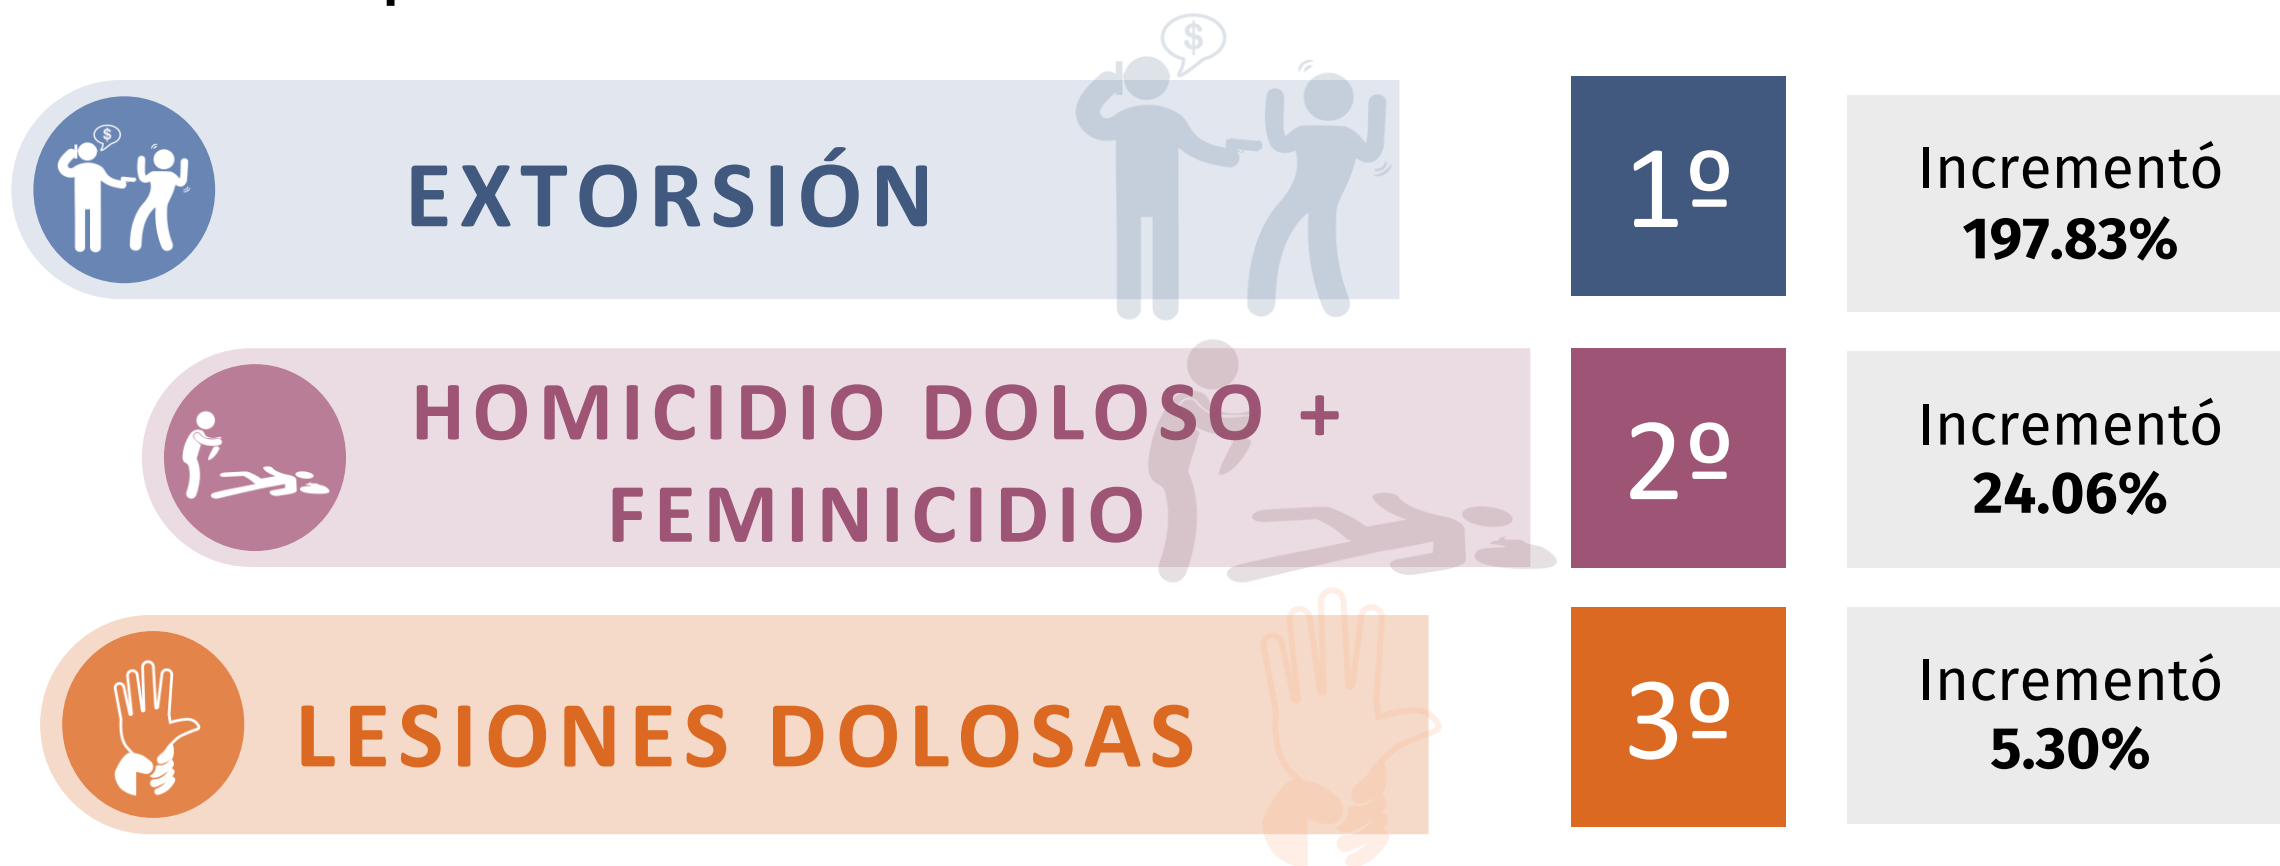 $
$
EXTORSIÓN
1º
Incrementó
197.83%
HOMICIDIO DOLOSO +
FEMINICIDIO
2º
Incrementó
24.06%
LESIONES DOLOSAS
3º
Incrementó
5.30%